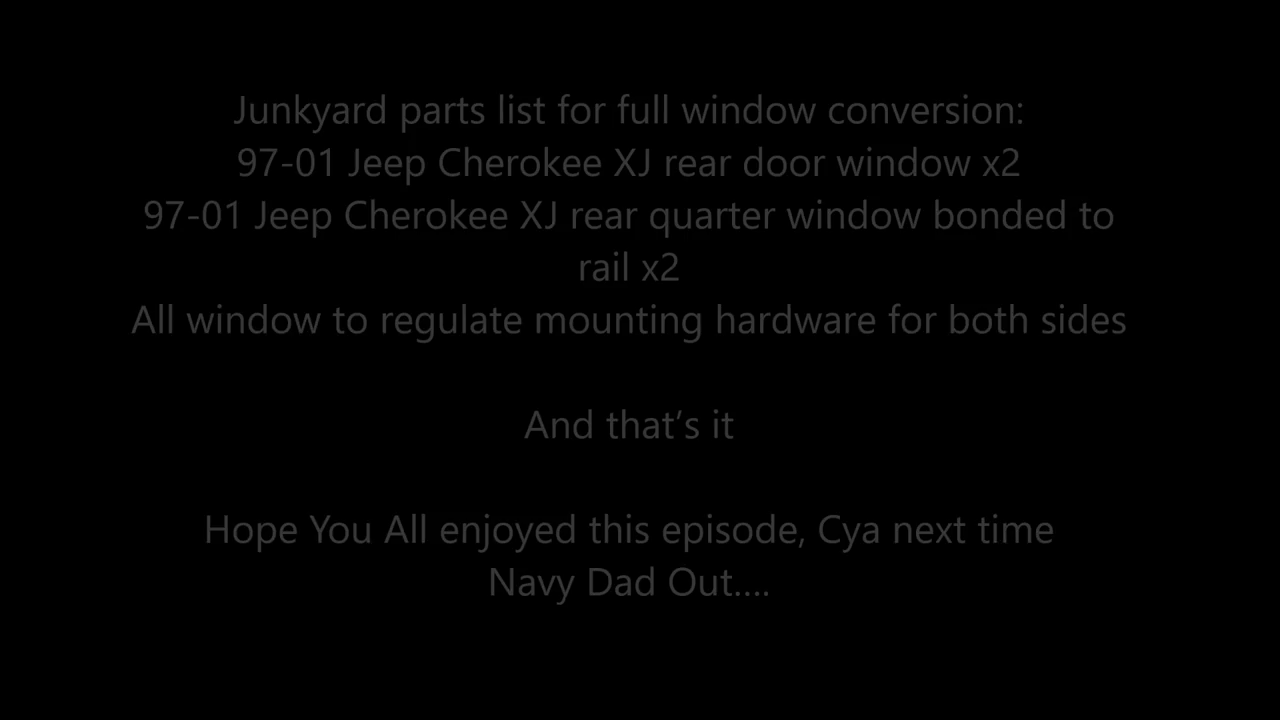 Junkyard parts list for full window conversion:
97-01 Jeep Cherokee XJ rear door window x2
97-01 Jeep Cherokee XJ rear quarter window bonded to
rail x2
All window to regulate mounting hardware for both sides
And that’s it
Hope You All enjoyed this episode, Cya next time
Navy Dad Out....